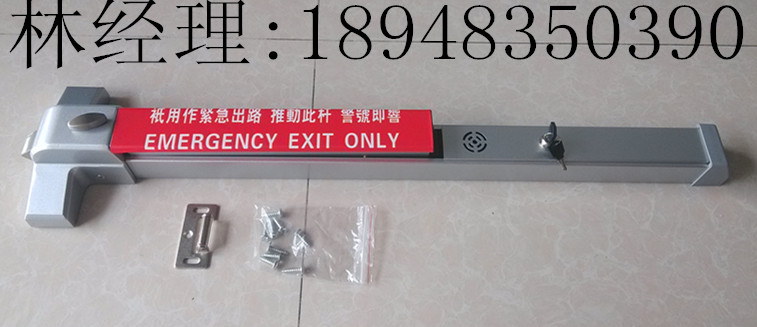 林经理:18948350390
祇用作緊急出路 推動此杆 警號即響
EMERGENCY EXIT ONLY